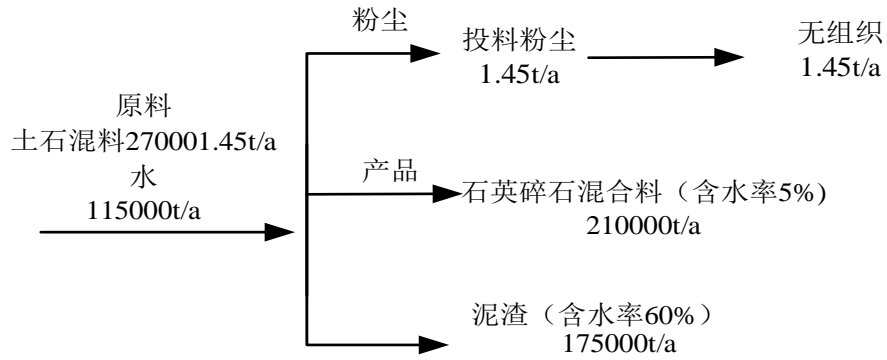 粉尘
投料粉尘
1.45t/a
无组织
1.45t/a
原料
土石混料270001.45t/a
水
115000t/a
产品
石英碎石混合料（含水率5%)
210000t/a
泥渣（含水率60%）
175000t/a